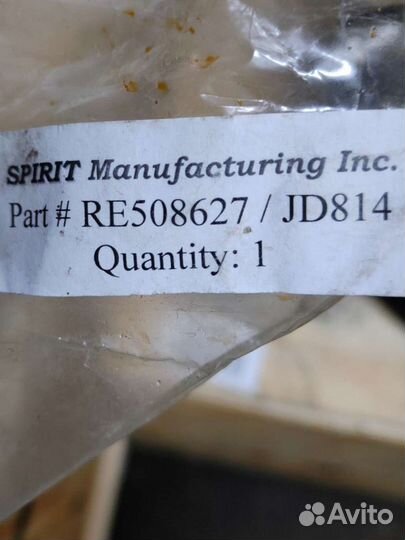 SPIRIT Manufacturing Inc.
Part # RE508627 / JD814
Quantity: 1
Avito